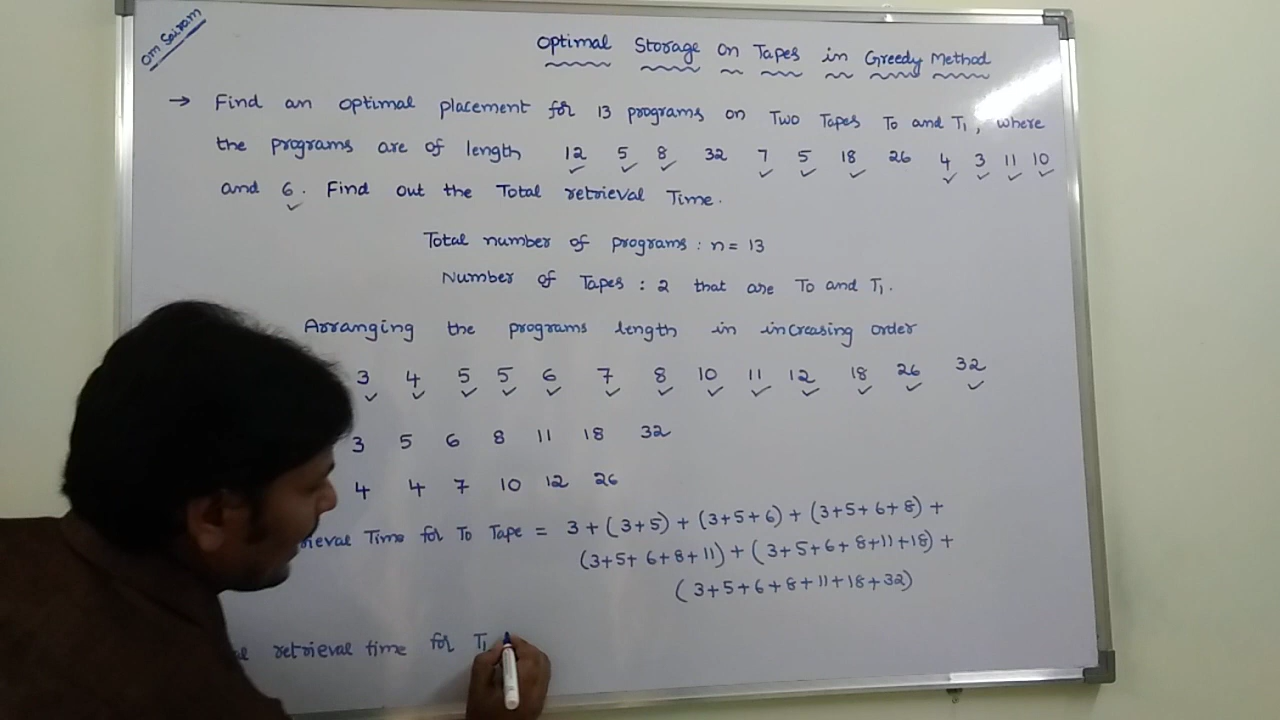 Om Sairam
Optimal Storage on Tapes in Greedy Method
→ Find an optimal placement for 13 programs on Two Tapes To and T1, where
the programs are of length 12 5 8 32 7 5 18 26 4 3 11 10
and 6. Find out the Total retrieval Time.
Total number of programs : n = 13
Number of Tapes : 2 that are To and T1.
Arranging the programs length in increasing order
3 4 5 5 6 7 8 10 11 12 18 26 32
3 5 6 8 11 18 32
4 4 7 10 12 26
Time for To Tape = 3 + (3+5) + (3+5+6) + (3+5+6+8) +
(3+5+6+8+11) + (3+5+6+8+11+18) +
(3+5+6+8+11+18+32)
retrieval time for T1